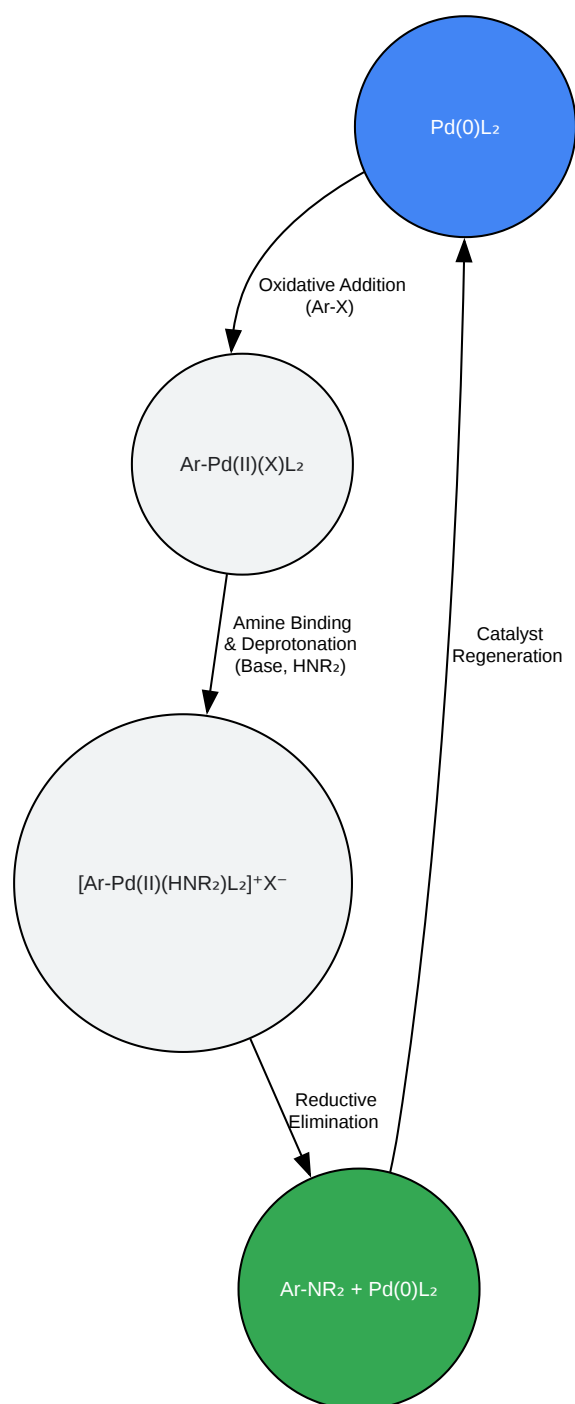 Pd(0)L₂
Oxidative Addition
(Ar-X)
Ar-Pd(II)(X)L₂
Amine Binding
& Deprotonation
(Base, HNR₂)
Catalyst
Regeneration
[Ar-Pd(II)(HNR₂)L₂]⁺X⁻
Reductive
Elimination
Ar-NR₂ + Pd(0)L₂